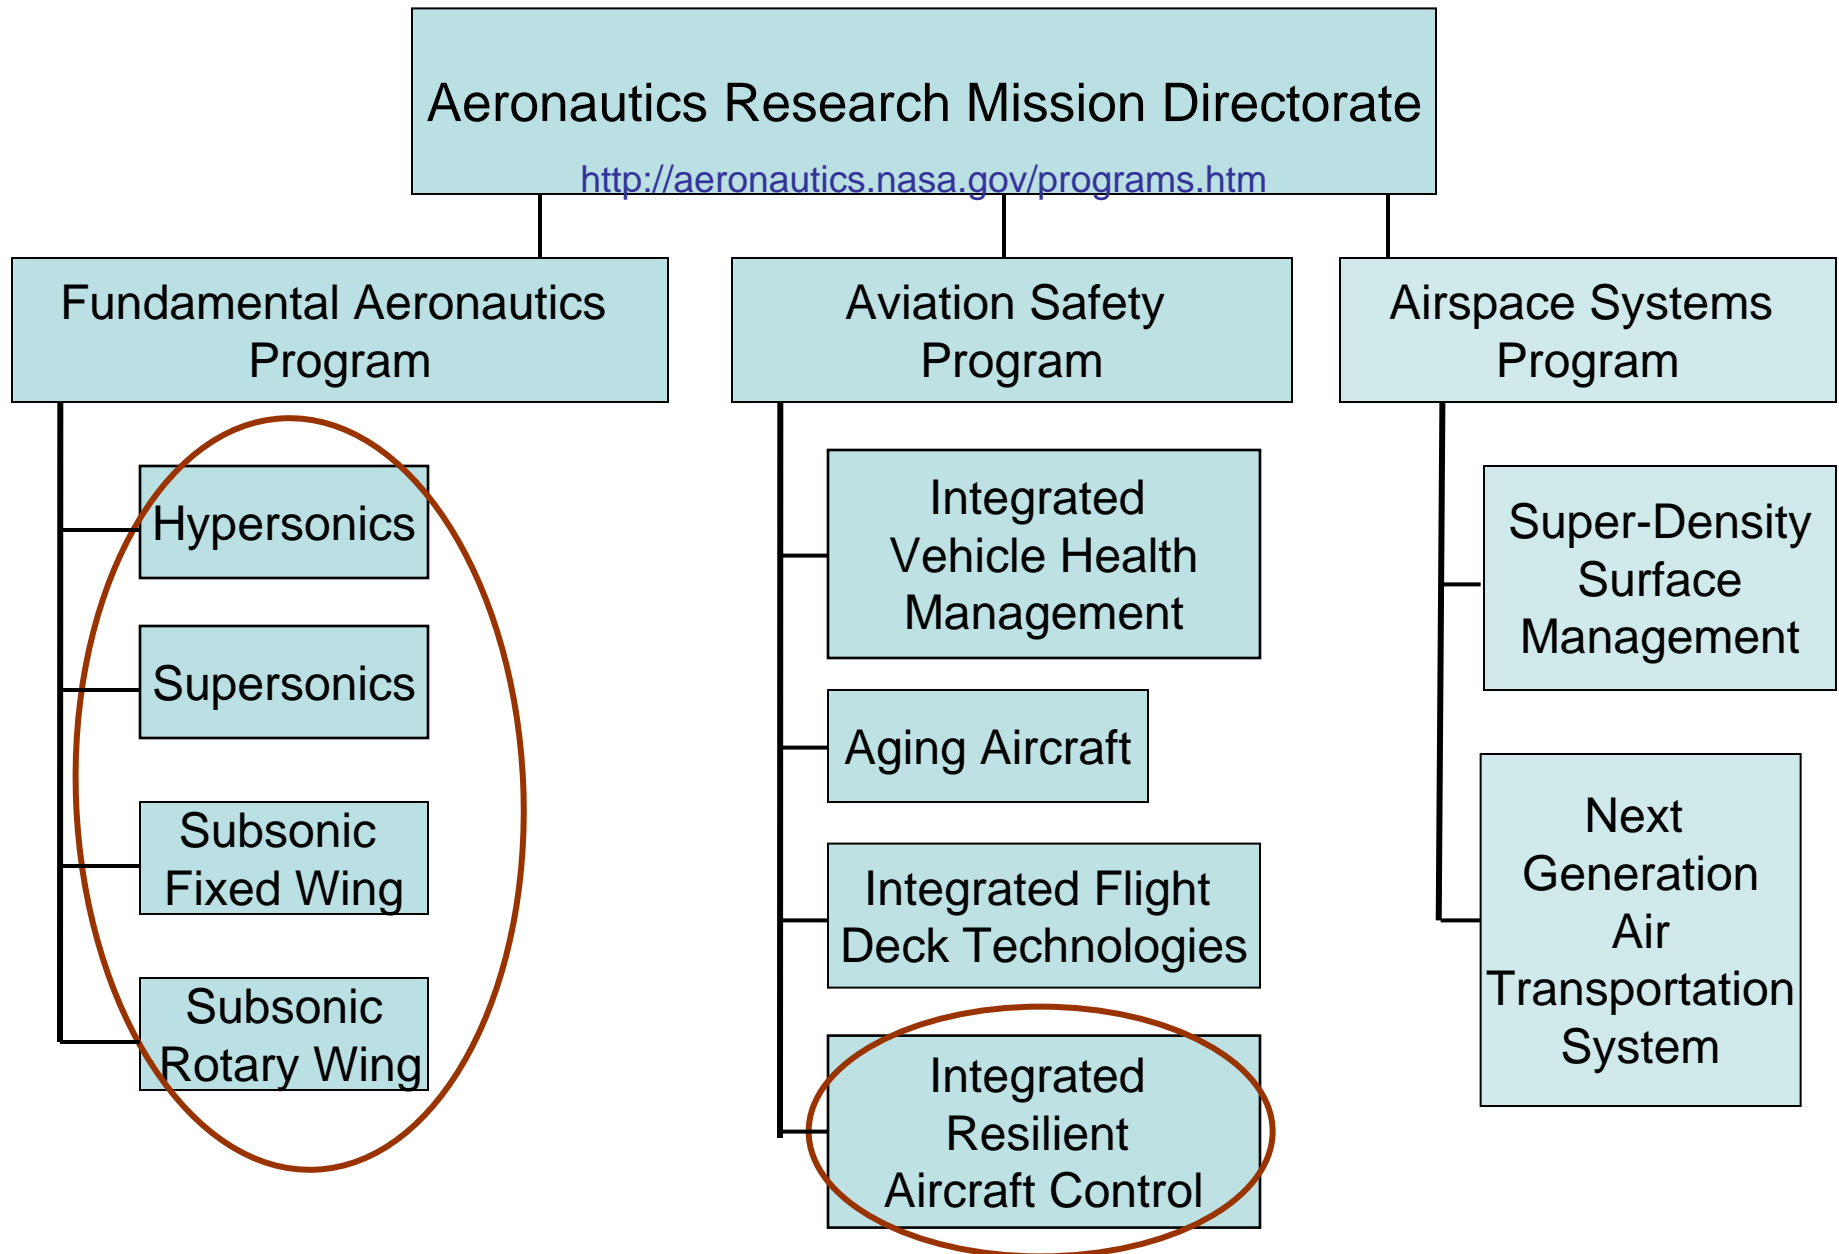 Aeronautics Research Mission Directorate
http://aeronautics.nasa.gov/programs.htm
Fundamental Aeronautics
Program
Hypersonics
Supersonics
Subsonic
Fixed Wing
Subsonic
Rotary Wing
Aviation Safety
Program
Integrated
Vehicle Health
Management
Aging Aircraft
Integrated Flight
Deck Technologies
Integrated
Resilient
Aircraft Control
Airspace Systems
Program
Super-Density
Surface
Management
Next
Generation
Air
Transportation
System